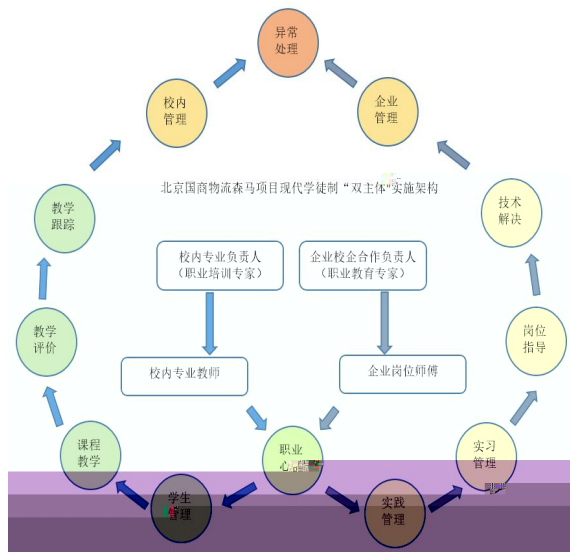 异常
处理
校内
管理
企业
管理
北京国商物流森马项目现代学徒制“双主体”实施架构
教学
跟踪
技术
解决
校内专业负责人
（职业培训专家）
企业校企合作负责人
（职业教育专家）
教学
评价
岗位
指导
校内专业教师
企业岗位师傅
课程
教学
职业
心
实习
管理
学生
管理
实践
管理